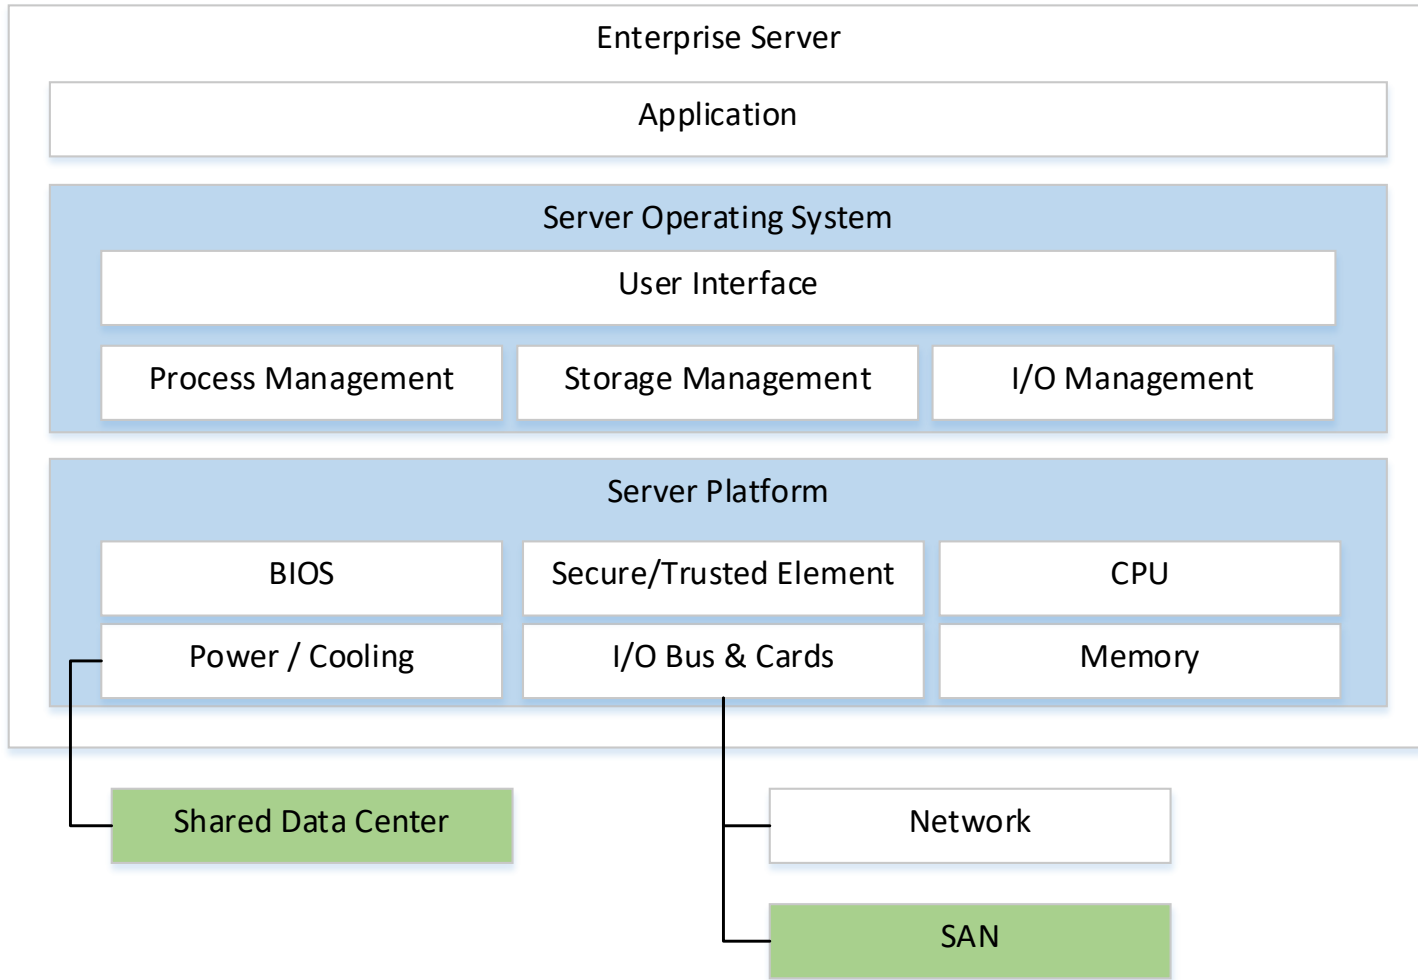 Enterprise Server
Application
Server Operating System
User Interface
Process Management
Storage Management
I/O Management
Server Platform
BIOS
Secure/Trusted Element
CPU
Power / Cooling
I/O Bus & Cards
Memory
Shared Data Center
Network
SAN